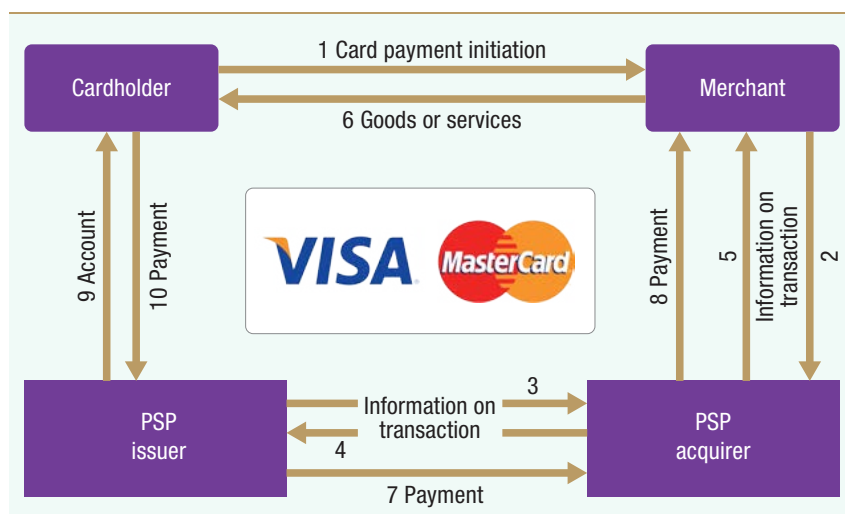 1 Card payment initiation
Cardholder
Merchant
6 Goods or services
9 Account
10 Payment
VISA
MasterCard
8 Payment
5
Information on
transaction
2
3
Information on
transaction
4
PSP
issuer
PSP
acquirer
7 Payment